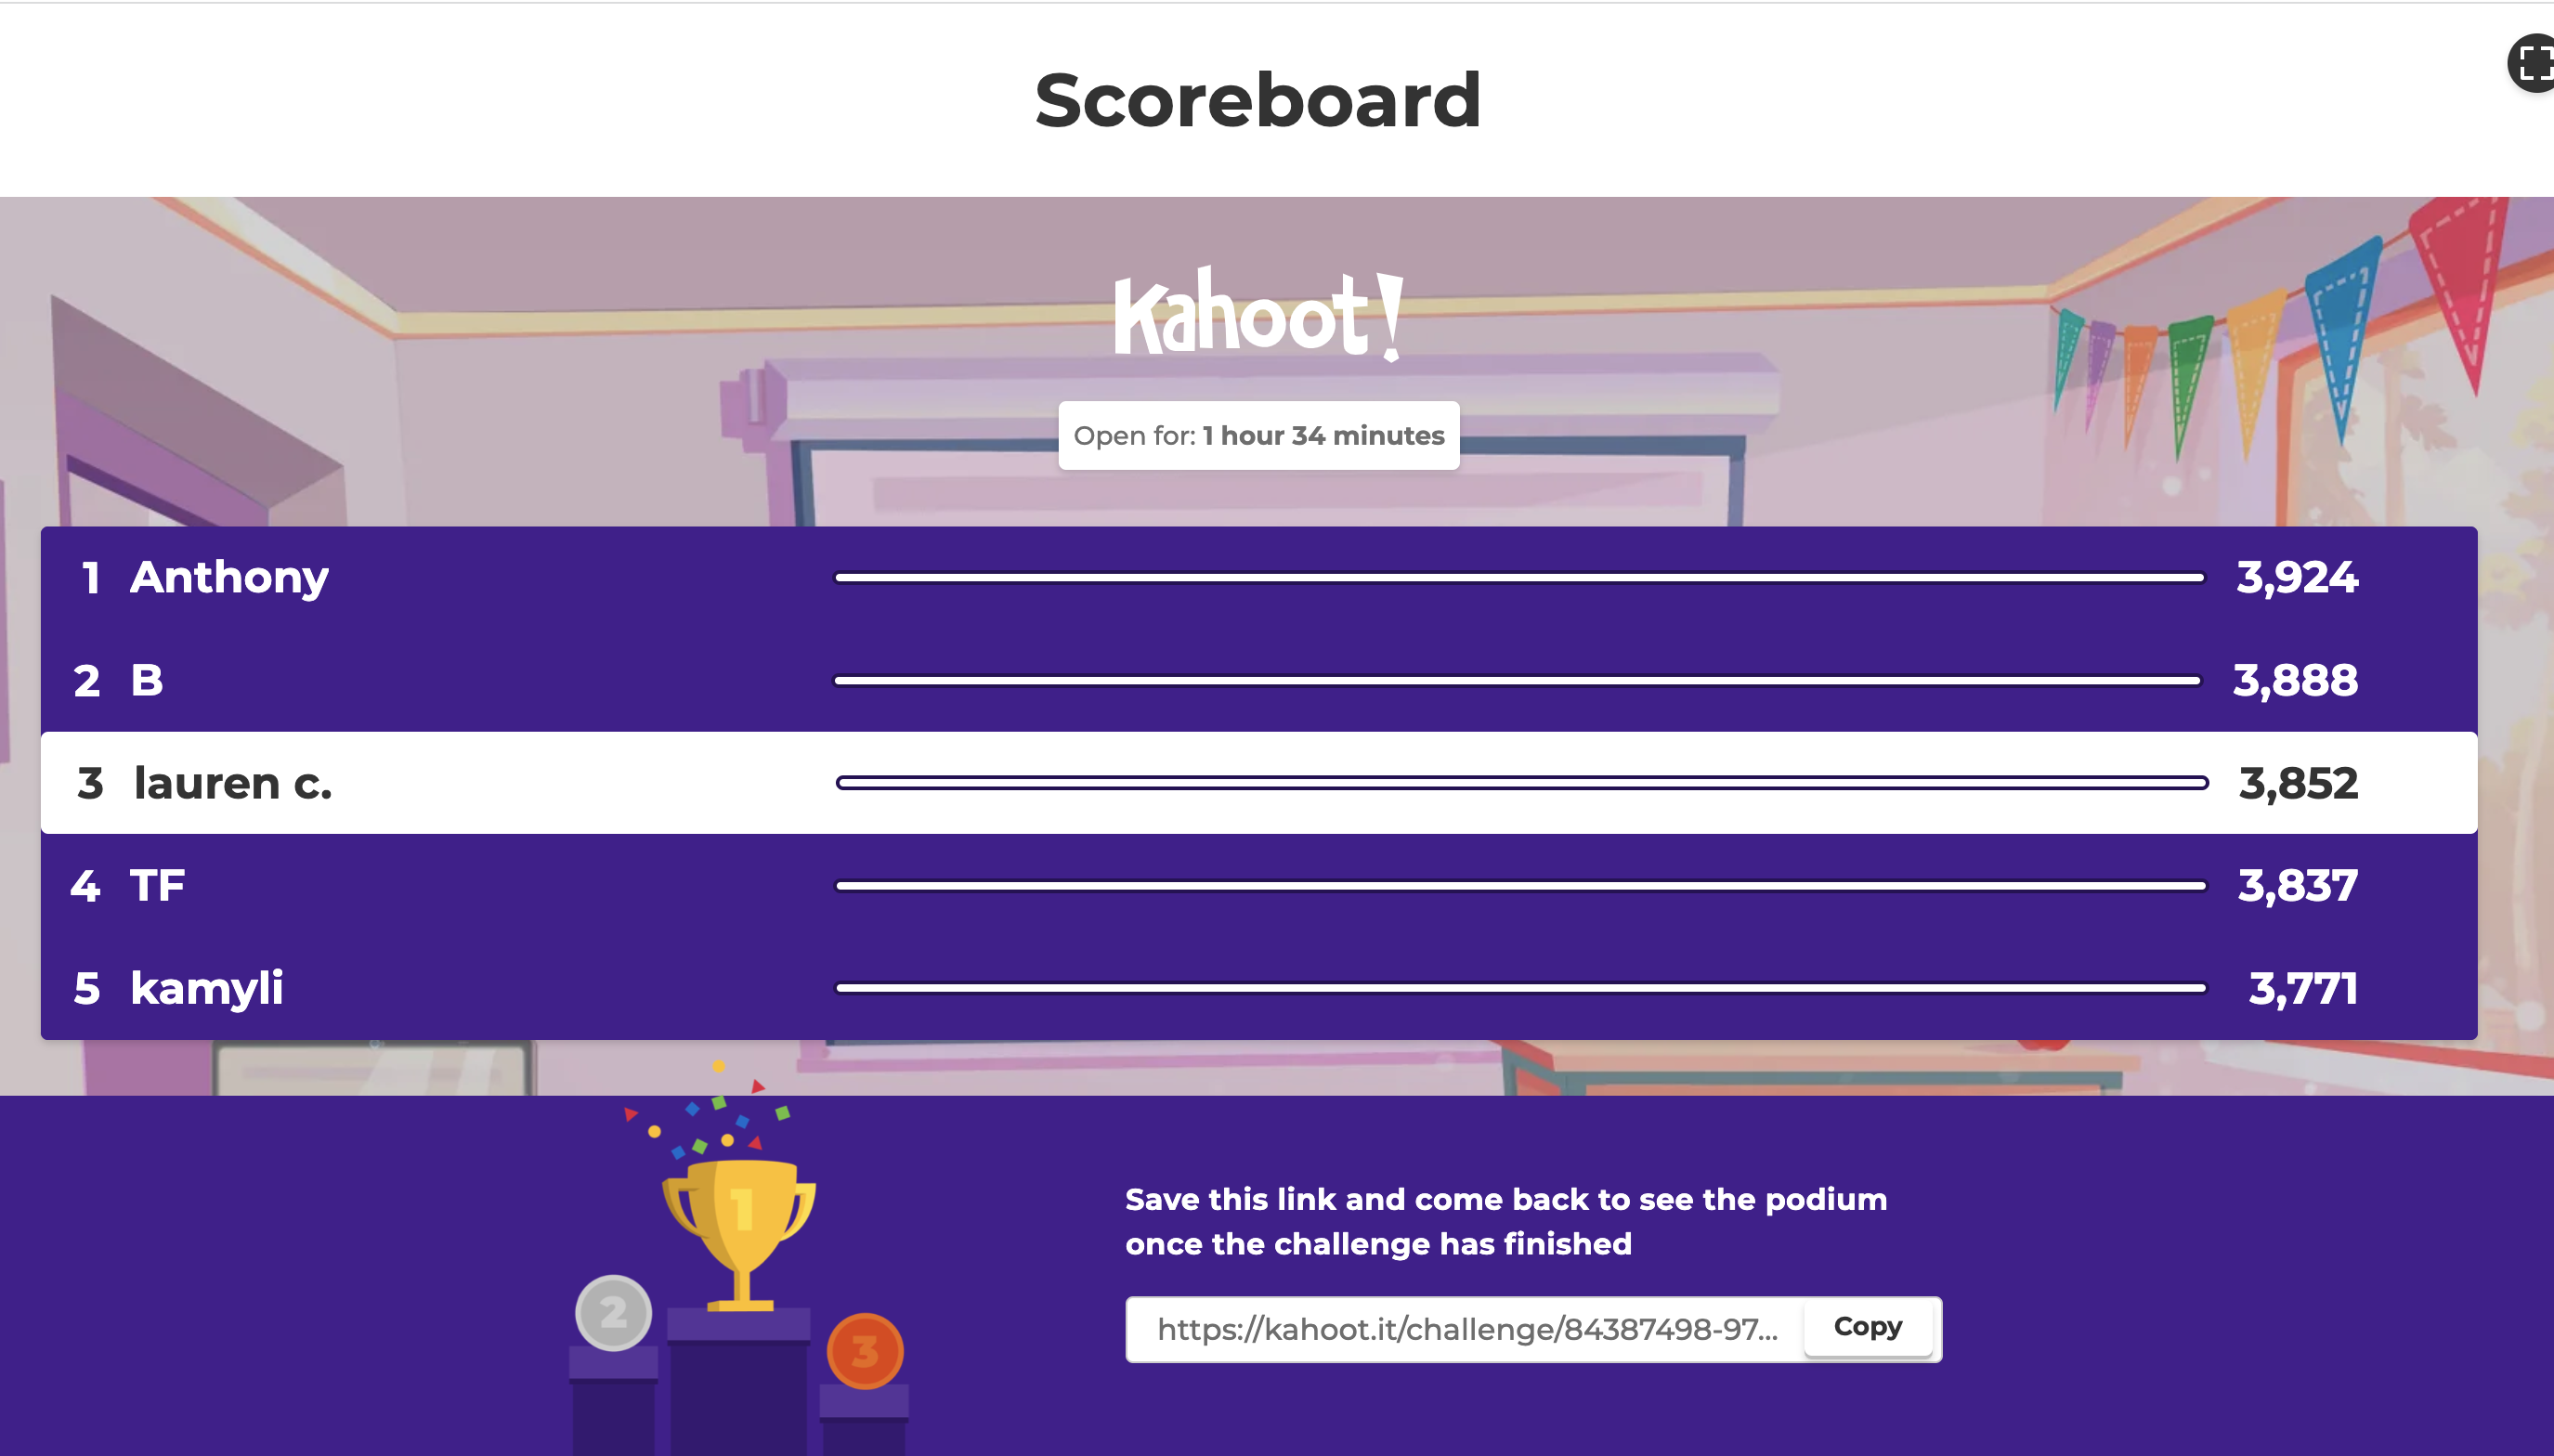 Scoreboard
Kahoot!
Open for: 1 hour 34 minutes
1 Anthony 3,924
2 B 3,888
3 lauren c. 3,852
4 TF 3,837
5 kamyli 3,771
1
2
3
Save this link and come back to see the podium
once the challenge has finished
https://kahoot.it/challenge/84387498-97... Copy